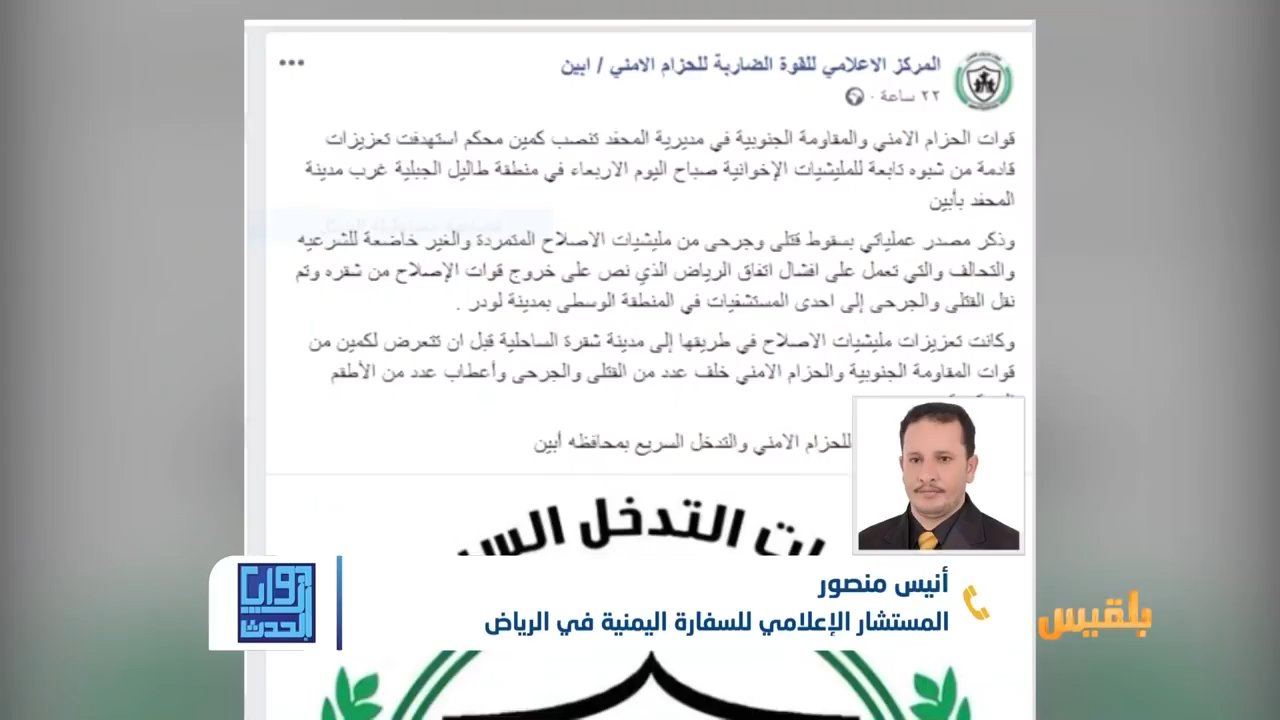 المركز الاعلامي للقوة الضاربة للحزام الامني / ابين
٢٢ ساعة ·
قوات الحزام الامني والمقاومة الجنوبية في مديرية المحفد تنصب كمين محكم استهدفت تعزيزات
قادمة من شبوه تابعة للمليشيات الإخوانية صباح اليوم الاربعاء في منطقة طاليل الجبلية غرب مدينة
المحفد بأبين
وذكر مصدر عملياتي بسقوط قتلى وجرحى من مليشيات الاصلاح المتمردة والغير خاضعة للشرعيه
والتحالف والتي تعمل على افشال اتفاق الرياض الذي نص على خروج قوات الإصلاح من شقره وتم
نقل القتلى والجرحى إلى احدى المستشفيات في المنطقة الوسطى بمدينة لودر .
وكانت تعزيزات مليشيات الاصلاح في طريقها إلى مدينة شقرة الساحلية قبل ان تتعرض لكمين من
قوات المقاومة الجنوبية والحزام الامني خلف عدد من القتلى والجرحى وأعطاب عدد من الأطقم
للحزام الامني والتدخل السريع بمحافظه أبين
التدخل
أنيس منصور
المستشار الإعلامي للسفارة اليمنية في الرياض
زوايا الحدث
بلقيس